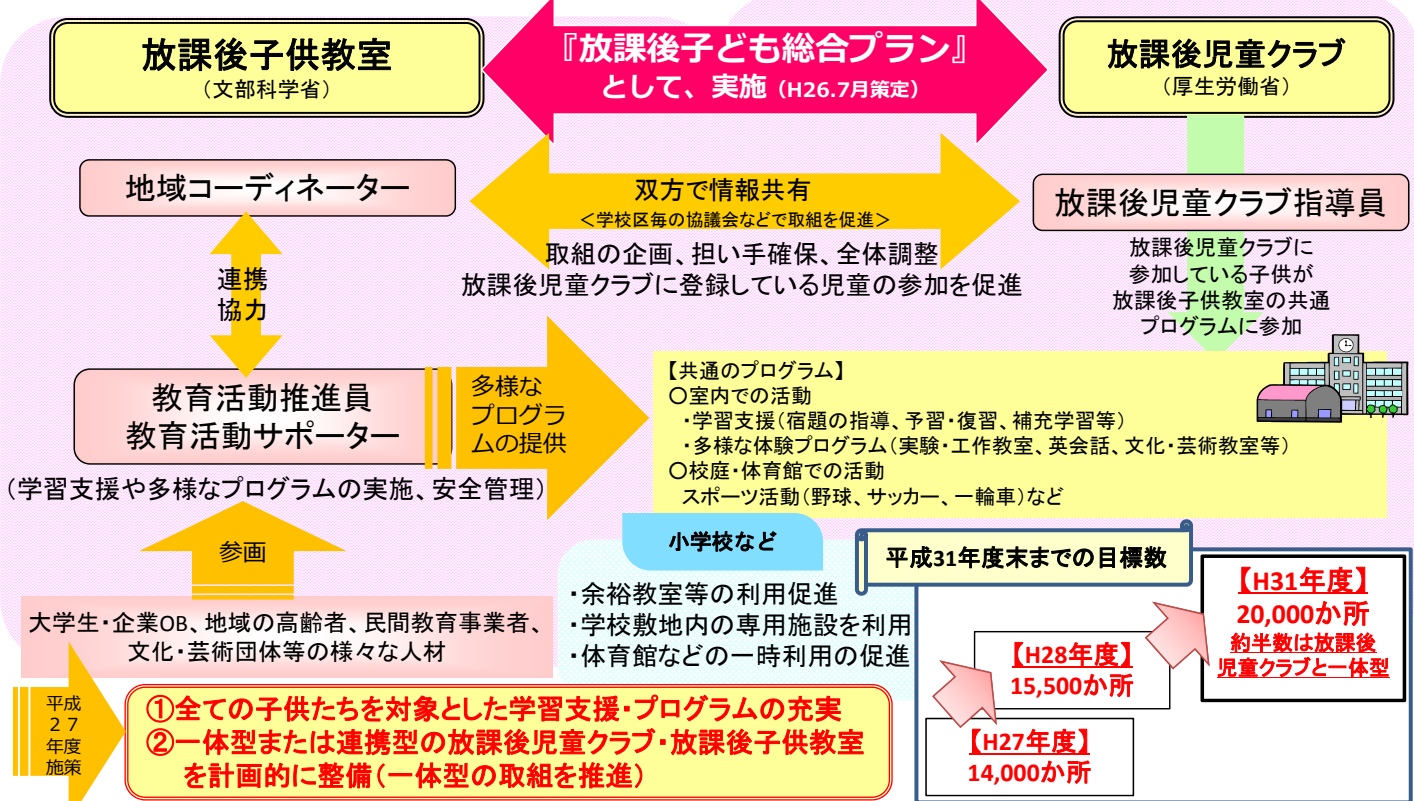 放課後子供教室
（文部科学省）
『放課後子ども総合プラン』
として、実施（H26.7月策定）
放課後児童クラブ
（厚生労働省）
地域コーディネーター
双方で情報共有
＜学校区毎の協議会などで取組を促進＞
取組の企画、担い手確保、全体調整
放課後児童クラブに登録している児童の参加を促進
放課後児童クラブ指導員
放課後児童クラブに
参加している子供が
放課後子供教室の共通
プログラムに参加
連携
協力
教育活動推進員
教育活動サポーター
（学習支援や多様なプログラムの実施、安全管理）
多様な
プログラ
ムの提供
【共通のプログラム】
〇室内での活動
・学習支援（宿題の指導、予習・復習、補充学習等）
・多様な体験プログラム（実験・工作教室、英会話、文化・芸術教室等）
〇校庭・体育館での活動
スポーツ活動（野球、サッカー、一輪車）など
参画
大学生・企業OB、地域の高齢者、民間教育事業者、
文化・芸術団体等の様々な人材
小学校など
・余裕教室等の利用促進
・学校敷地内の専用施設を利用
・体育館などの一時利用の促進
平成31年度末までの目標数
【H31年度】
20,000か所
約半数は放課後
児童クラブと一体型
【H28年度】
15,500か所
【H27年度】
14,000か所
平成
２７
年度
施策
①全ての子供たちを対象とした学習支援・プログラムの充実
②一体型または連携型の放課後児童クラブ・放課後子供教室
を計画的に整備（一体型の取組を推進）